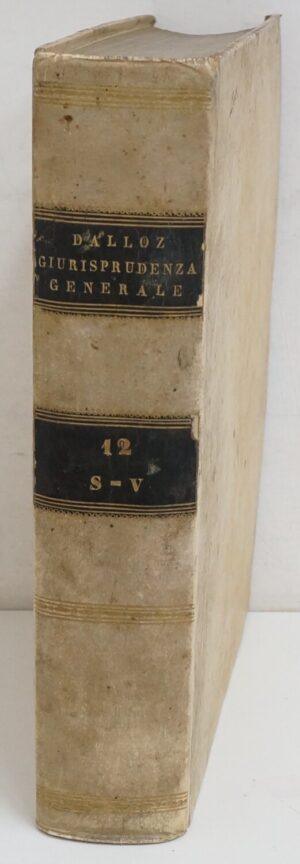 DALLOZ
GIURISPRUDENZA
GENERALE
12
S-V